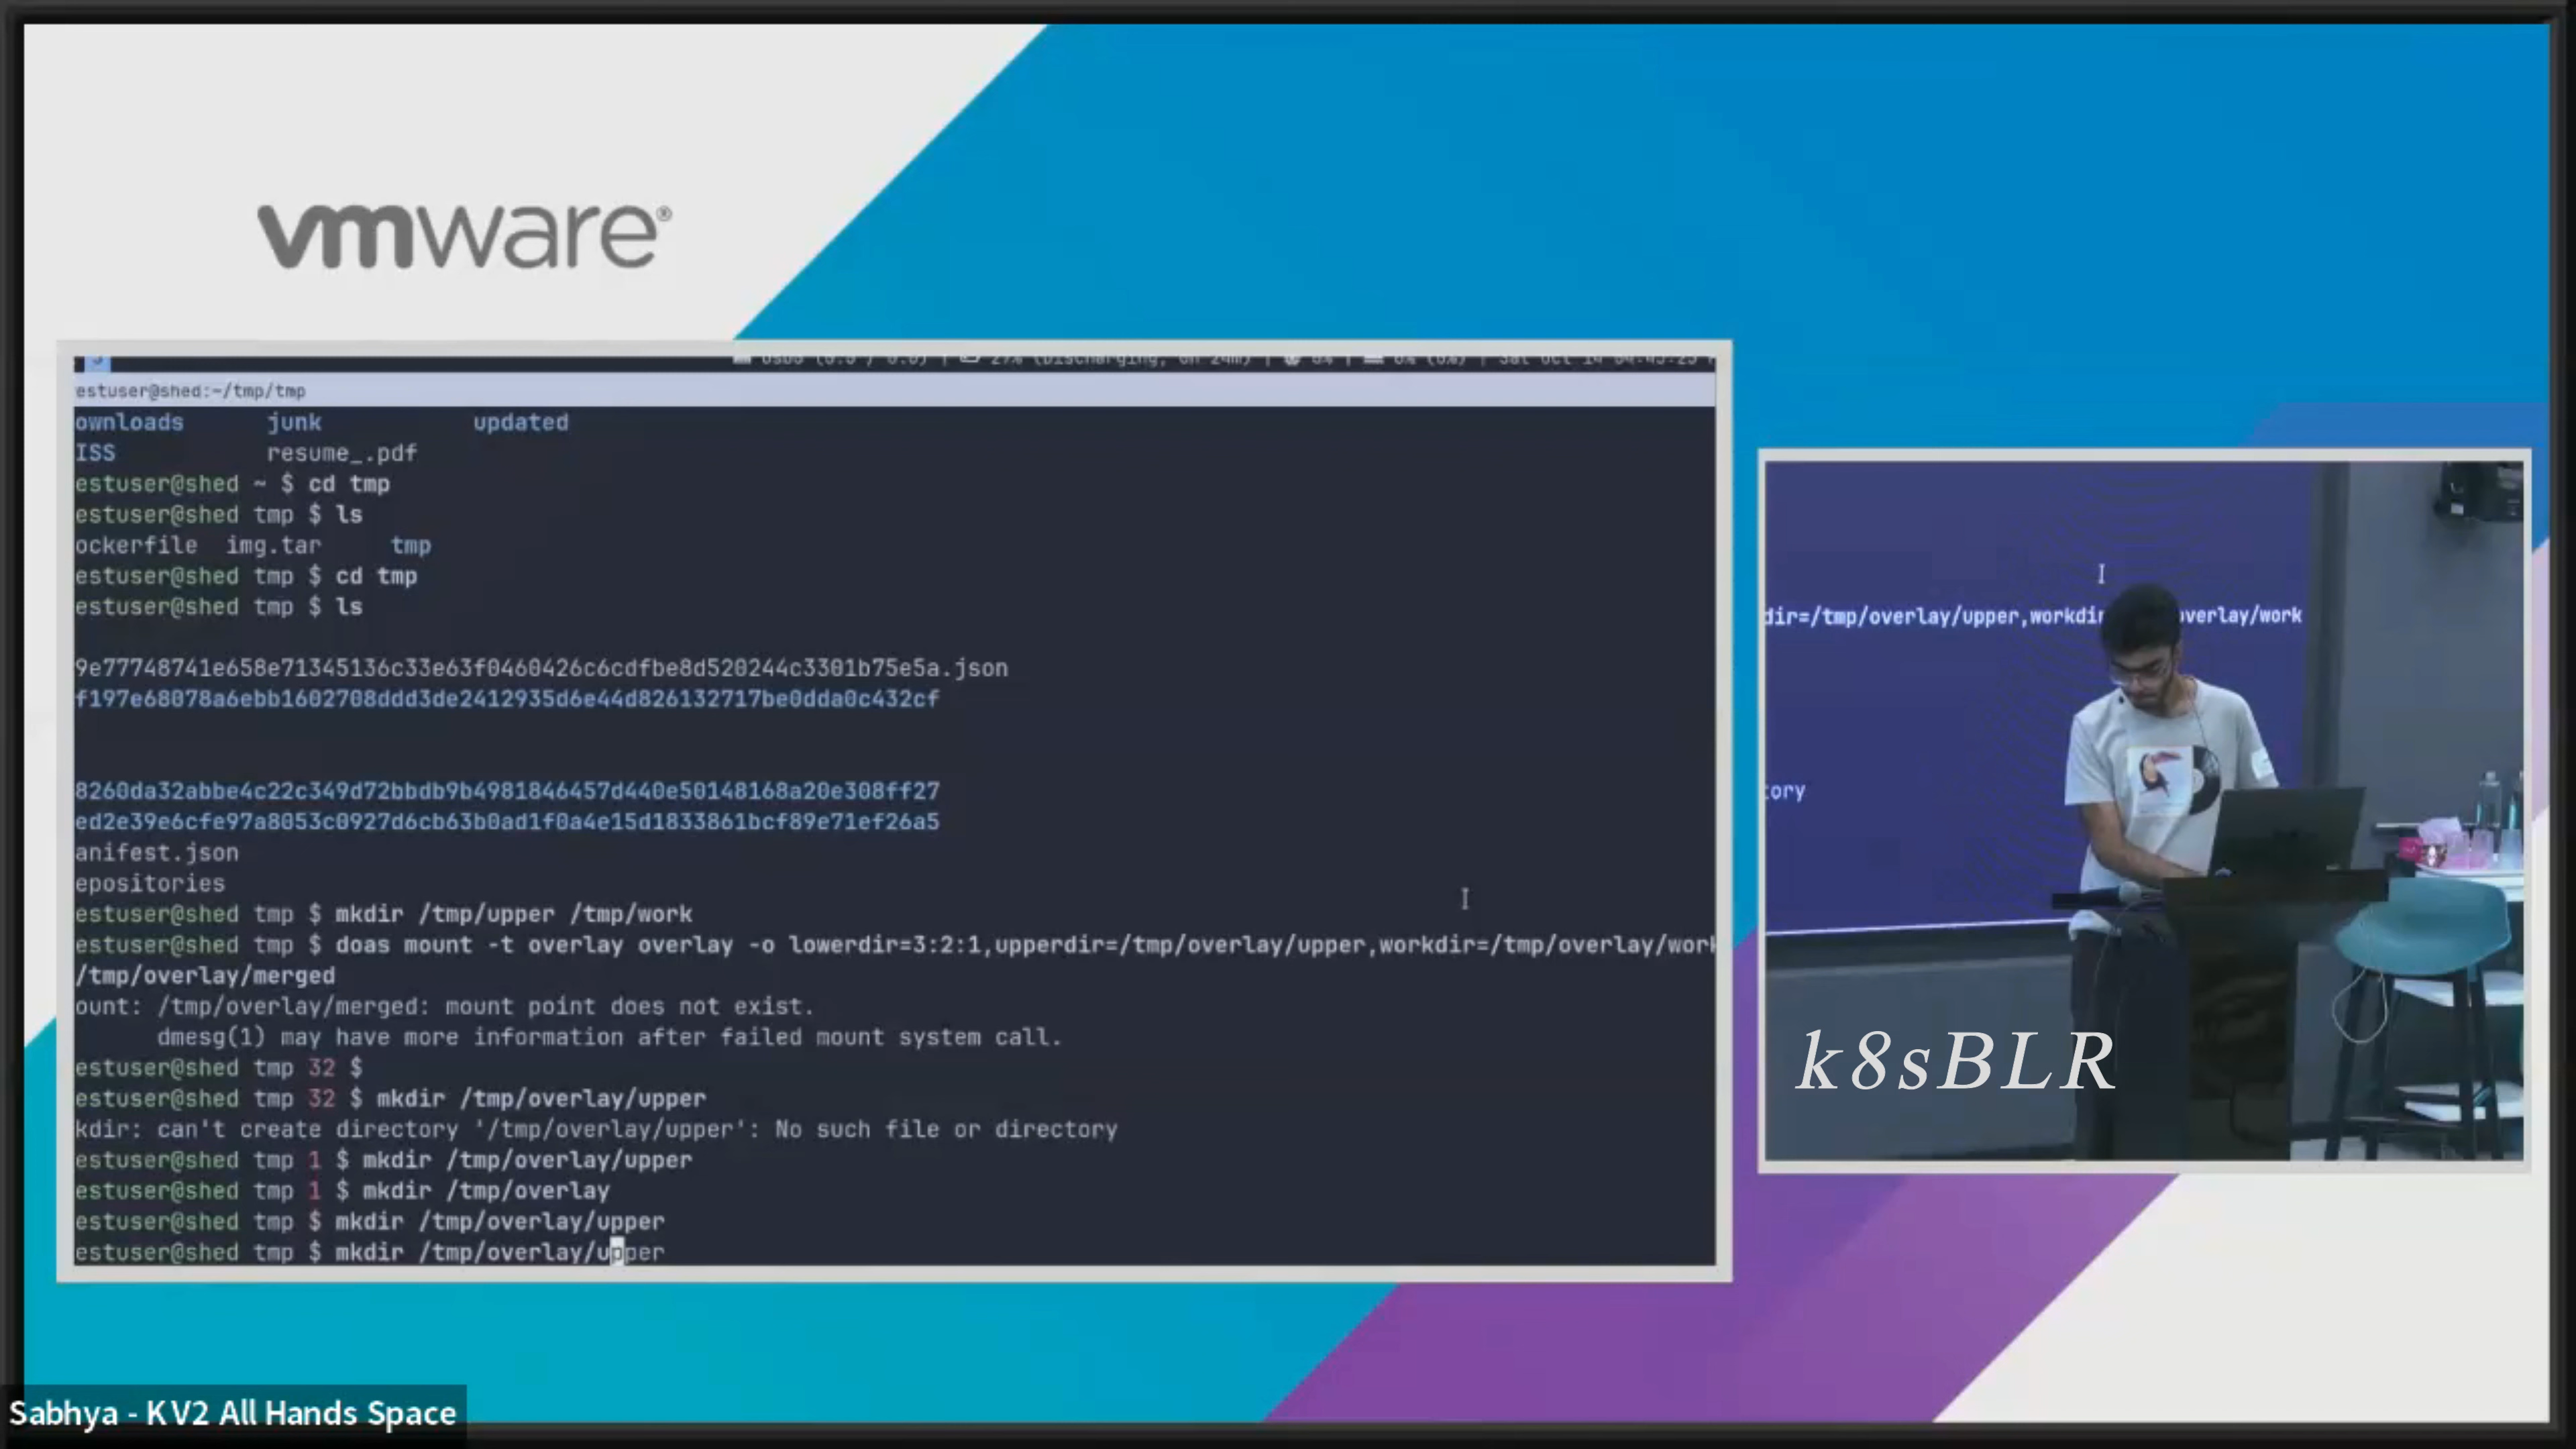 vmware®
estuser@shed:~/tmp/tmp
ownloads junk updated
ISS resume_.pdf
estuser@shed ~ $ cd tmp
estuser@shed tmp $ ls
ockerfile img.tar tmp
estuser@shed tmp $ cd tmp
estuser@shed tmp $ ls
9e77748741e658e71345136c33e63f0460426c6cdfbe8d520244c3301b75e5a.json
f197e68078a6ebb1602708ddd3de2412935d6e44d826132717be0dda0c432cf
8260da32abbe4c22c349d72bbdb9b4981846457d440e50148168a20e308ff27
ed2e39e6cfe97a8053c0927d6cb63b0ad1f0a4e15d1833861bcf89e71ef26a5
anifest.json
epositories
estuser@shed tmp $ mkdir /tmp/upper /tmp/work
estuser@shed tmp $ doas mount -t overlay overlay -o lowerdir=3:2:1,upperdir=/tmp/overlay/upper,workdir=/tmp/overlay/work
/tmp/overlay/merged
ount: /tmp/overlay/merged: mount point does not exist.
dmesg(1) may have more information after failed mount system call.
estuser@shed tmp 32 $
estuser@shed tmp 32 $ mkdir /tmp/overlay/upper
kdir: can't create directory '/tmp/overlay/upper': No such file or directory
estuser@shed tmp 1 $ mkdir /tmp/overlay/upper
estuser@shed tmp 1 $ mkdir /tmp/overlay
estuser@shed tmp $ mkdir /tmp/overlay/upper
estuser@shed tmp $ mkdir /tmp/overlay/upper
dir=/tmp/overlay/upper,workdir overlay/work
tory
k8sBLR
Sabhya - KV2 All Hands Space